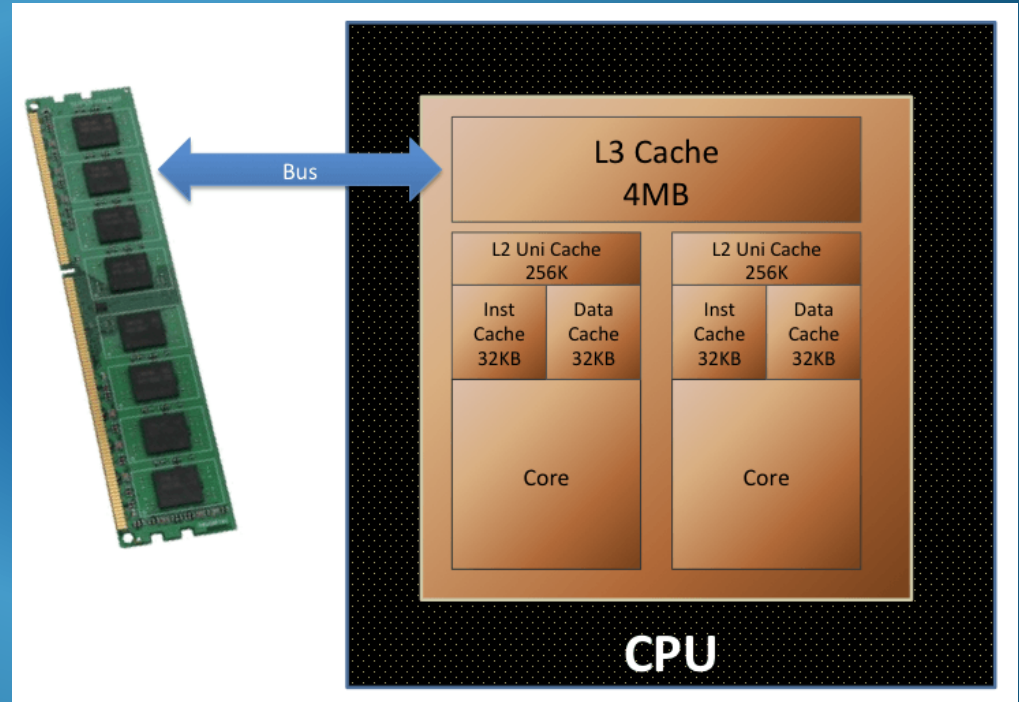 Bus
L3 Cache
4MB
L2 Uni Cache
256K
L2 Uni Cache
256K
Inst
Cache
32KB
Data
Cache
32KB
Inst
Cache
32KB
Data
Cache
32KB
Core
Core
CPU